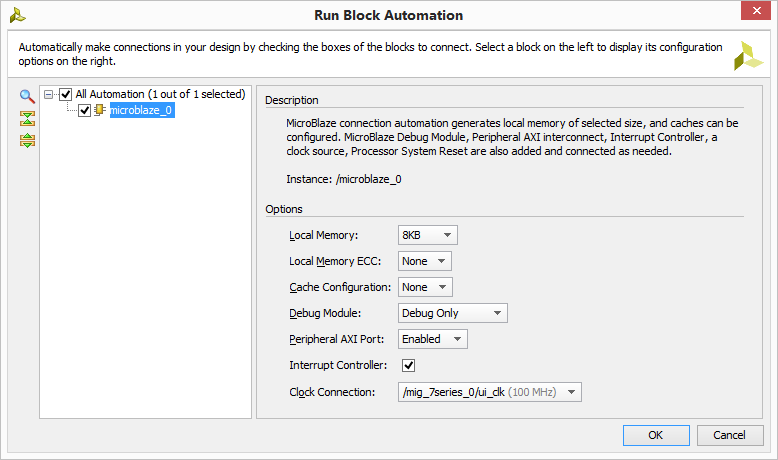 Run Block Automation
Automatically make connections in your design by checking the boxes of the blocks to connect. Select a block on the left to display its configuration
options on the right.
All Automation (1 out of 1 selected)
microblaze_0
Description
MicroBlaze connection automation generates local memory of selected size, and caches can be
configured. MicroBlaze Debug Module, Peripheral AXI interconnect, Interrupt Controller, a
clock source, Processor System Reset are also added and connected as needed.
Instance: /microblaze_0
Options
Local Memory: 8KB
Local Memory ECC: None
Cache Configuration: None
Debug Module: Debug Only
Peripheral AXI Port: Enabled
Interrupt Controller:
Clock Connection: /mig_7series_0/ui_clk (100 MHz)
OK Cancel